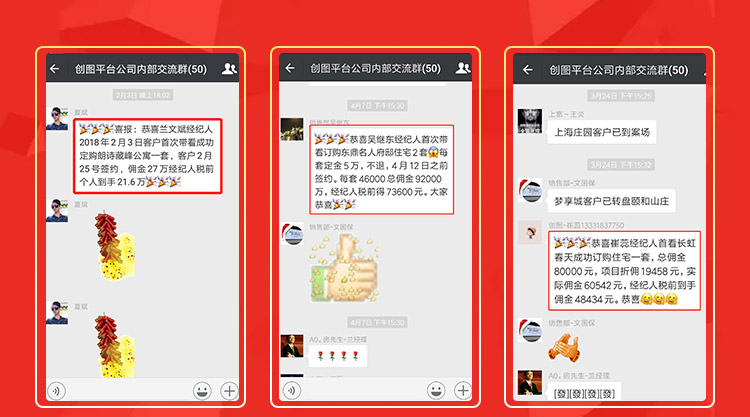 创图平台公司内部交流群(50)
2月3日 晚上18:02
夏斌
喜报：恭喜兰文斌经纪人
2018年2月3日客户首次带看成功
定购朗诗藏峰公寓一套，客户2月
25号签约，佣金27万经纪人税前
个人到手21.6万
夏斌
夏斌
创图平台公司内部交流群(50)
4月7日 下午15:30
销售部吴继东
恭喜吴继东经纪人首次带
看订购东鼎名人府邸住宅2套每
套定金5万，不退，4月12日之前
签约。每套46000总佣金92000
万，经纪人税前得73600元。大家
恭喜
销售部-文国保
4月7日 下午15:30
A0。房先生-兰经理
创图平台公司内部交流群(50)
3月24日 下午15:25
上寨－王炎
上海庄园客户已到案场
3月24日 下午15:32
销售部-文国保
梦享城客户已转盘颐和山庄
创图-崔蕊13331837750
恭喜崔蕊经纪人首看长虹
春天成功订购住宅一套，总佣金
80000元，项目折佣19458元，实
际佣金60542元，经纪人税前到手
佣金48434元。恭喜
销售部-文国保
A0。房先生-兰经理
[發][發][發][發]